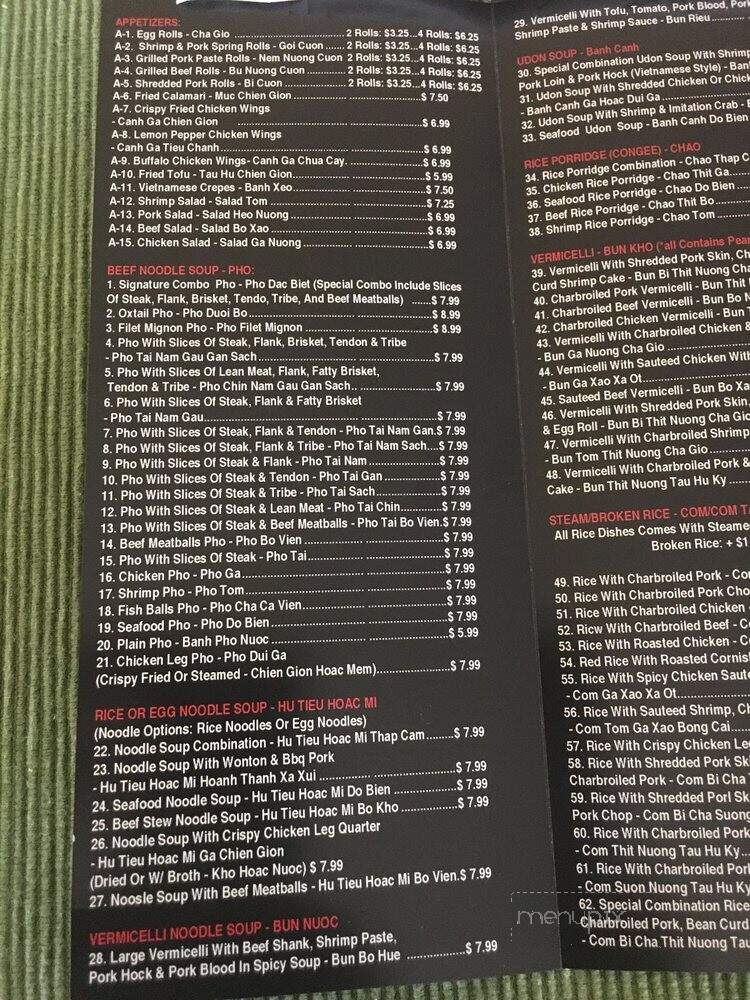 APPETIZERS:
A-1. Egg Rolls - Cha Gio 2 Rolls: $3.25...4 Rolls: $6.25
A-2. Shrimp & Pork Spring Rolls - Goi Cuon 2 Rolls: $3.25...4 Rolls: $6.25
A-3. Grilled Pork Paste Rolls - Nem Nuong Cuon 2 Rolls: $3.25...4 Rolls: $6.25
A-4. Grilled Beef Rolls - Bu Nuong Cuon 2 Rolls: $3.25...4 Rolls: $6.25
A-5. Shredded Pork Rolls - Bi Cuon 2 Rolls: $3.25...4 Rolls: $6.25
A-6. Fried Calamari - Muc Chien Gion $ 7.50
A-7. Crispy Fried Chicken Wings
- Canh Ga Chien Gion $ 6.99
A-8. Lemon Pepper Chicken Wings
- Canh Ga Tieu Chanh $ 6.99
A-9. Buffalo Chicken Wings- Canh Ga Chua Cay. $ 6.99
A-10. Fried Tofu - Tau Hu Chien Gion $ 5.99
A-11. Vietnamese Crepes - Banh Xeo $ 7.50
A-12. Shrimp Salad - Salad Tom $ 7.25
A-13. Pork Salad - Salad Heo Nuong $ 6.99
A-14. Beef Salad - Salad Bo Xao $ 6.99
A-15. Chicken Salad - Salad Ga Nuong $ 6.99
BEEF NOODLE SOUP - PHO:
1. Signature Combo Pho - Pho Dac Biet (Special Combo Include Slices
Of Steak, Flank, Brisket, Tendo, Tribe, And Beef Meatballs) $ 7.99
2. Oxtail Pho - Pho Duoi Bo $ 8.99
3. Filet Mignon Pho - Pho Filet Mignon $ 8.99
4. Pho With Slices Of Steak, Flank, Brisket, Tendon & Tribe
- Pho Tai Nam Gau Gan Sach $ 7.99
5. Pho With Slices Of Lean Meat, Flank, Fatty Brisket,
Tendon & Tribe - Pho Chin Nam Gau Gan Sach.. $ 7.99
6. Pho With Slices Of Steak, Flank & Fatty Brisket
- Pho Tai Nam Gau $ 7.99
7. Pho With Slices Of Steak, Flank & Tendon - Pho Tai Nam Gan.$ 7.99
8. Pho With Slices Of Steak, Flank & Tribe - Pho Tai Nam Sach....$ 7.99
9. Pho With Slices Of Steak & Flank - Pho Tai Nam $ 7.99
10. Pho With Slices Of Steak & Tendon - Pho Tai Gan $ 7.99
11. Pho With Slices Of Steak & Tribe - Pho Tai Sach $ 7.99
12. Pho With Slices Of Steak & Lean Meat - Pho Tai Chin $ 7.99
13. Pho With Slices Of Steak & Beef Meatballs - Pho Tai Bo Vien.$ 7.99
14. Beef Meatballs Pho - Pho Bo Vien $ 7.99
15. Pho With Slices Of Steak - Pho Tai $ 7.99
16. Chicken Pho - Pho Ga $ 7.99
17. Shrimp Pho - Pho Tom $ 7.99
18. Fish Balls Pho - Pho Cha Ca Vien $ 7.99
19. Seafood Pho - Pho Do Bien $ 7.99
20. Plain Pho - Banh Pho Nuoc $ 5.99
21. Chicken Leg Pho - Pho Dui Ga
(Crispy Fried Or Steamed - Chien Gion Hoac Mem) $ 7.99
RICE OR EGG NOODLE SOUP - HU TIEU HOAC MI
(Noodle Options: Rice Noodles Or Egg Noodles)
22. Noodle Soup Combination - Hu Tieu Hoac Mi Thap Cam $ 7.99
23. Noodle Soup With Wonton & Bbq Pork
- Hu Tieu Hoac Mi Hoanh Thanh Xa Xui $ 7.99
24. Seafood Noodle Soup - Hu Tieu Hoac Mi Do Bien $ 7.99
25. Beef Stew Noodle Soup - Hu Tieu Hoac Mi Bo Kho $ 7.99
26. Noodle Soup With Crispy Chicken Leg Quarter
- Hu Tieu Hoac Mi Ga Chien Gion
(Dried Or W/ Broth - Kho Hoac Nuoc) $ 7.99
27. Noosle Soup With Beef Meatballs - Hu Tieu Hoac Mi Bo Vien.$ 7.99
VERMICELLI NOODLE SOUP - BUN NUOC
28. Large Vermicelli With Beef Shank, Shrimp Paste,
Pork Hock & Pork Blood In Spicy Soup - Bun Bo Hue $ 7.99
29. Vermicelli With Tofu, Tomato, Pork Blood, Pork
Shrimp Paste & Shrimp Sauce - Bun Rieu
UDON SOUP - Banh Canh
30. Special Combination Udon Soup With Shrimp
Pork Loin & Pork Hock (Vietnamese Style) - Ban
31. Udon Soup With Shredded Chicken Or Chick
- Banh Canh Ga Hoac Dui Ga
32. Udon Soup With Shrimp & Imitation Crab -
33. Seafood Udon Soup - Banh Canh Do Bien
RICE PORRIDGE (CONGEE) - CHAO
34. Rice Porridge Combination - Chao Thap C
35. Chicken Rice Porridge - Chao Thit Ga
36. Seafood Rice Porridge - Chao Do Bien
37. Beef Rice Porridge - Chao Thit Bo
38. Shrimp Rice Porridge - Chao Tom
VERMICELLI - BUN KHO (*all Contains Pea
39. Vermicelli With Shredded Pork Skin, Ch
Curd Shrimp Cake - Bun Bi Thit Nuong Cha
40. Charbroiled Pork Vermicelli - Bun Thit
41. Charbroiled Beef Vermicelli - Bun Bo N
42. Charbroiled Chicken Vermicelli - Bun
43. Vermicelli With Charbroiled Chicken &
- Bun Ga Nuong Cha Gio
44. Vermicelli With Sauteed Chicken With
- Bun Ga Xao Xa Ot
45. Sauteed Beef Vermicelli - Bun Bo Xa
46. Vermicelli With Shredded Pork Skin,
& Egg Roll - Bun Bi Thit Nuong Cha Gio
47. Vermicelli With Charbroiled Shrimp
- Bun Tom Thit Nuong Cha Gio
48. Vermicelli With Charbroiled Pork &
Cake - Bun Thit Nuong Tau Hu Ky
STEAM/BROKEN RICE - COM/COM TA
All Rice Dishes Comes With Steame
Broken Rice: + $1
49. Rice With Charbroiled Pork - Co
50. Rice With Charbroiled Pork Cho
51. Rice With Charbroiled Chicken
52. Ricw With Charbroiled Beef - C
53. Rice With Roasted Chicken - C
54. Red Rice With Roasted Cornis
55. Rice With Spicy Chicken Saute
- Com Ga Xao Xa Ot
56. Rice With Sauteed Shrimp, Ch
- Com Tom Ga Xao Bong Cai
57. Rice With Crispy Chicken Le
58. Rice With Shredded Pork Sk
Charbroiled Pork - Com Bi Cha
59. Rice With Shredded Porl Sk
Pork Chop - Com Bi Cha Suong
60. Rice With Charbroiled Pork
- Com Thit Nuong Tau Hu Ky
61. Rice With Charbroiled Pork
- Com Suon Nuong Tau Hu Ky
62. Special Combination Rice
Charbroiled Pork, Bean Curd
- Com Bi Cha Thit Nuong Tau
menupix